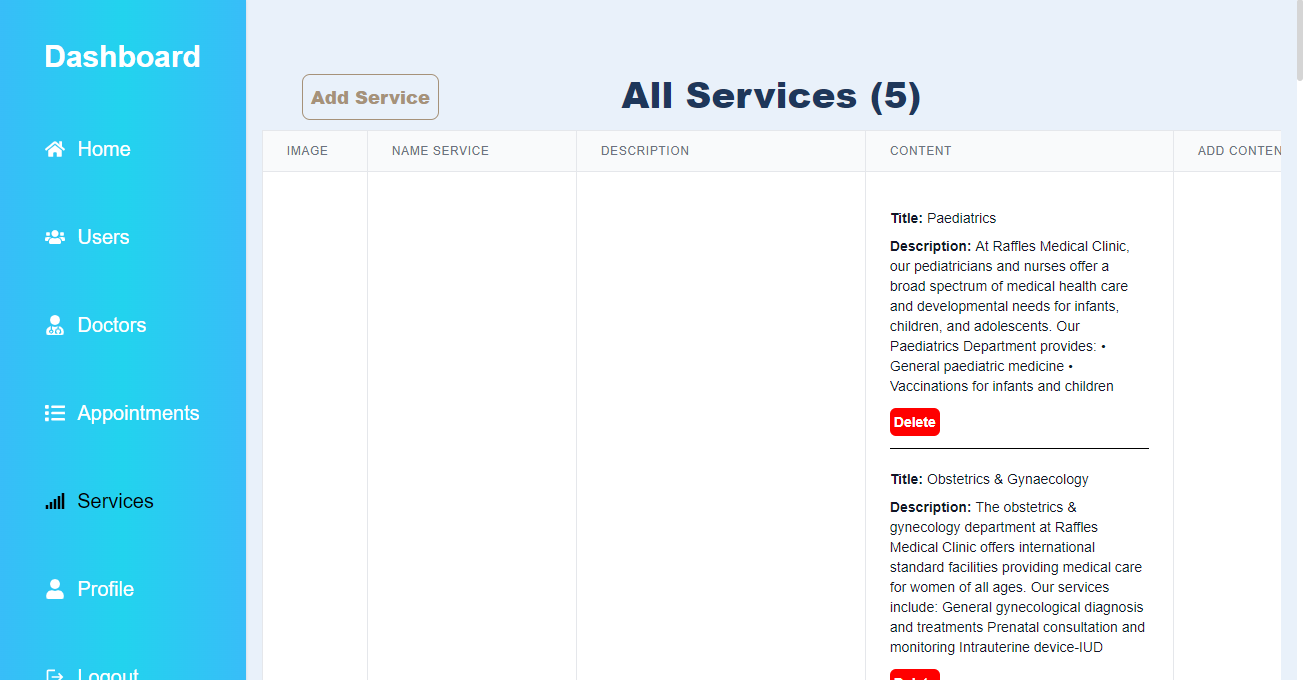 Dashboard
Home
Users
Doctors
Appointments
Services
Profile
Logout
Add Service
All Services (5)
IMAGE
NAME SERVICE
DESCRIPTION
CONTENT
ADD CONTEN
Title: Paediatrics
Description: At Raffles Medical Clinic,
our pediatricians and nurses offer a
broad spectrum of medical health care
and developmental needs for infants,
children, and adolescents. Our
Paediatrics Department provides: •
General paediatric medicine •
Vaccinations for infants and children
Delete
Title: Obstetrics & Gynaecology
Description: The obstetrics &
gynecology department at Raffles
Medical Clinic offers international
standard facilities providing medical care
for women of all ages. Our services
include: General gynecological diagnosis
and treatments Prenatal consultation and
monitoring Intrauterine device-IUD
Delete